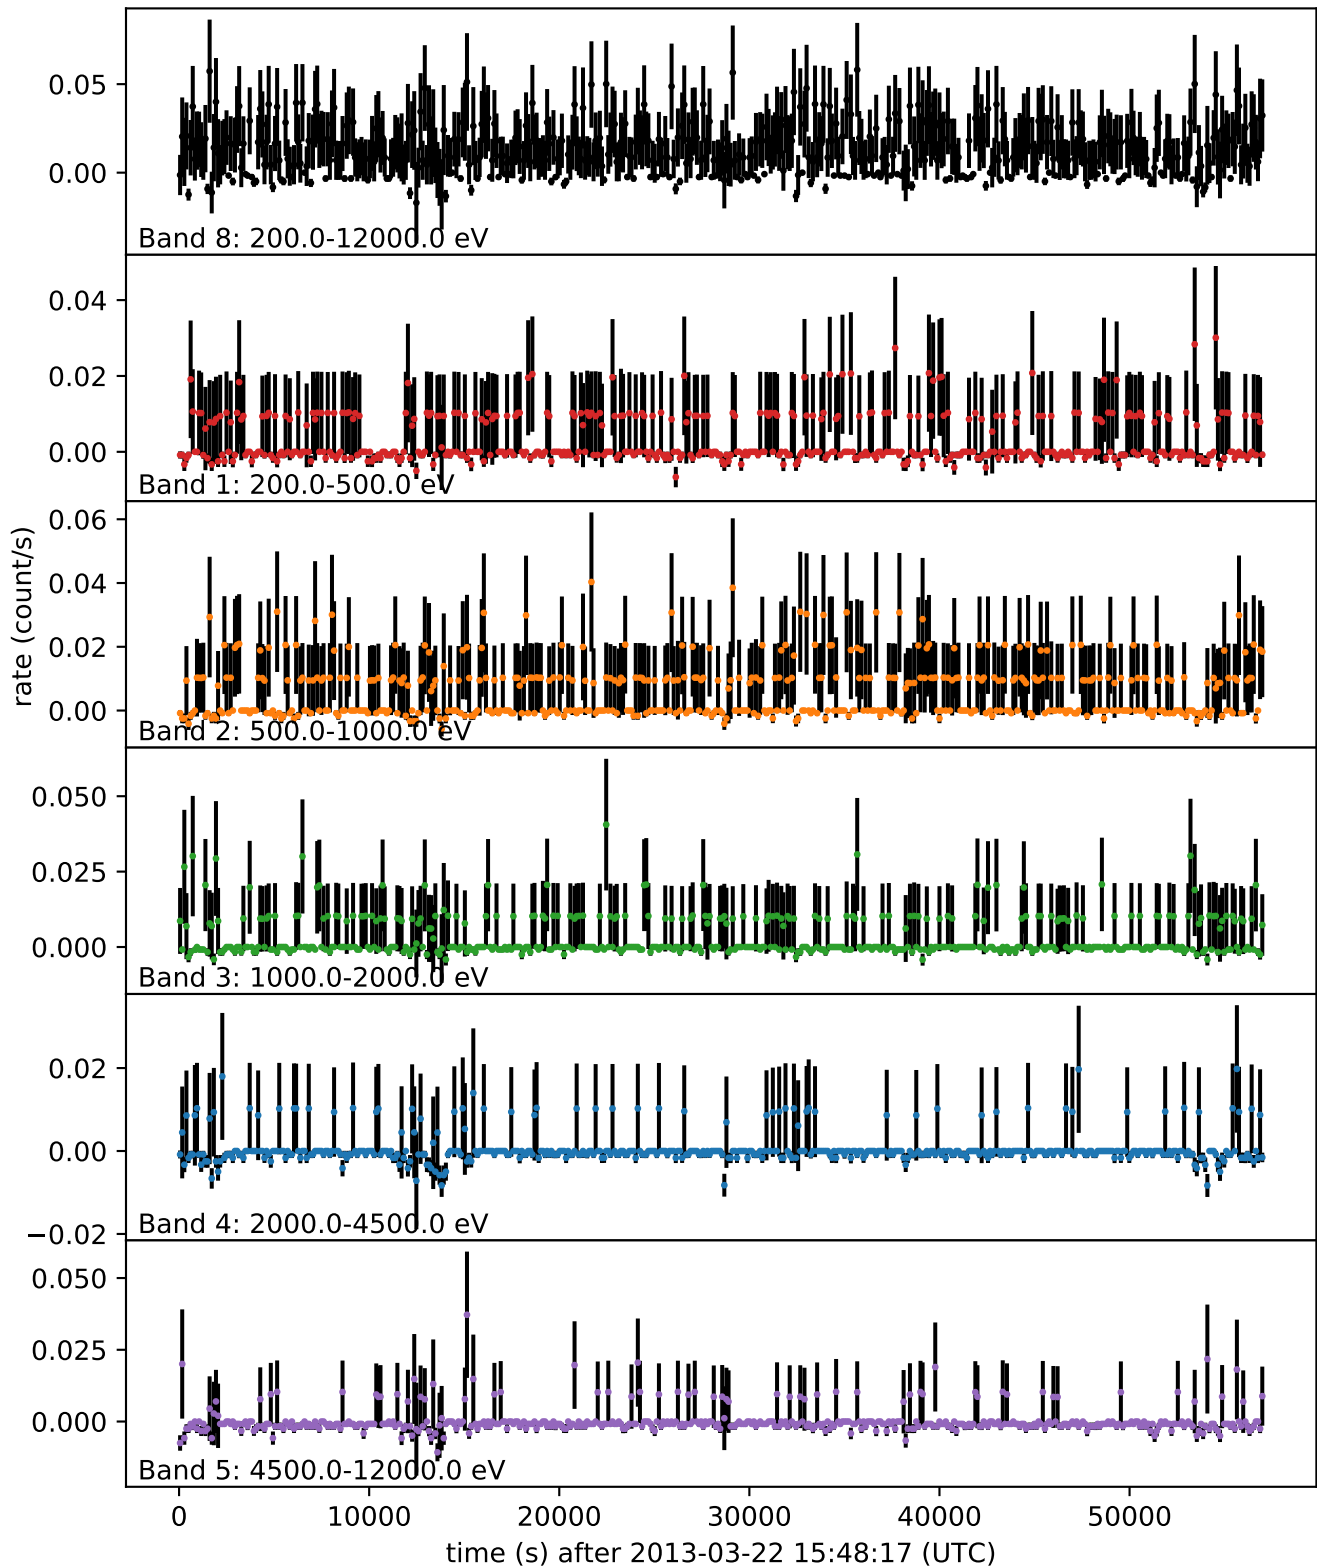 0.05
0.00
Band 8: 200.0-12000.0 eV
0.04
0.02
0.00
Band 1: 200.0-500.0 eV
0.06
0.04
0.02
0.00
Band 2: 500.0-1000.0 eV
rate (count/s)
0.050
0.025
0.000
Band 3: 1000.0-2000.0 eV
0.02
0.00
−0.02
Band 4: 2000.0-4500.0 eV
0.050
0.025
0.000
Band 5: 4500.0-12000.0 eV
0 10000 20000 30000 40000 50000
time (s) after 2013-03-22 15:48:17 (UTC)